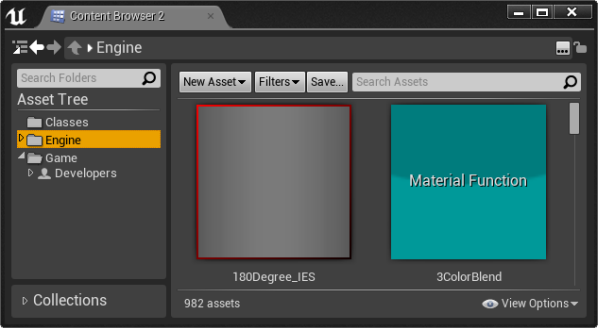 Content Browser 2
Engine
Search Folders
Asset Tree
Classes
Engine
Game
Developers
Collections
New Asset
Filters
Save...
Search Assets
Material Function
180Degree_IES
3ColorBlend
982 assets
View Options